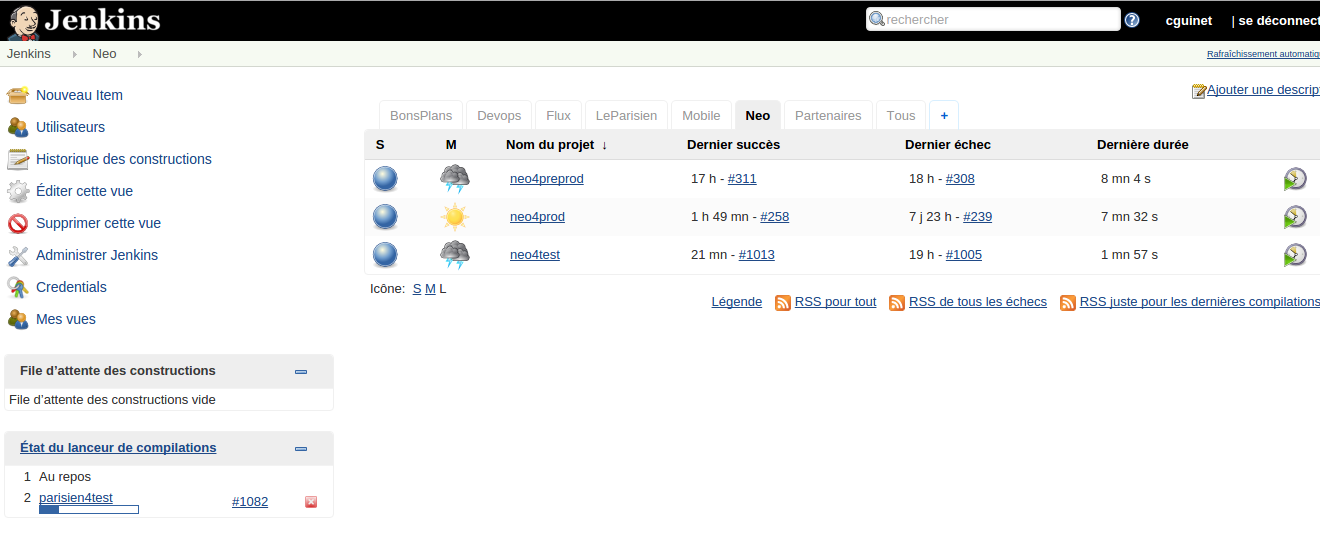 Jenkins
rechercher
cguinet | se déconnect
Jenkins Neo
Rafraîchissement automatiq
Ajouter une descrip
Nouveau Item
Utilisateurs
Historique des constructions
Éditer cette vue
Supprimer cette vue
Administrer Jenkins
Credentials
Mes vues
File d’attente des constructions
File d’attente des constructions vide
État du lanceur de compilations
1 Au repos
2 parisien4test #1082
BonsPlans Devops Flux LeParisien Mobile Neo Partenaires Tous +
S M Nom du projet ↓ Dernier succès Dernier échec Dernière durée
neo4preprod 17 h - #311 18 h - #308 8 mn 4 s
neo4prod 1 h 49 mn - #258 7 j 23 h - #239 7 mn 32 s
neo4test 21 mn - #1013 19 h - #1005 1 mn 57 s
Icône: S M L
Légende RSS pour tout RSS de tous les échecs RSS juste pour les dernières compilations